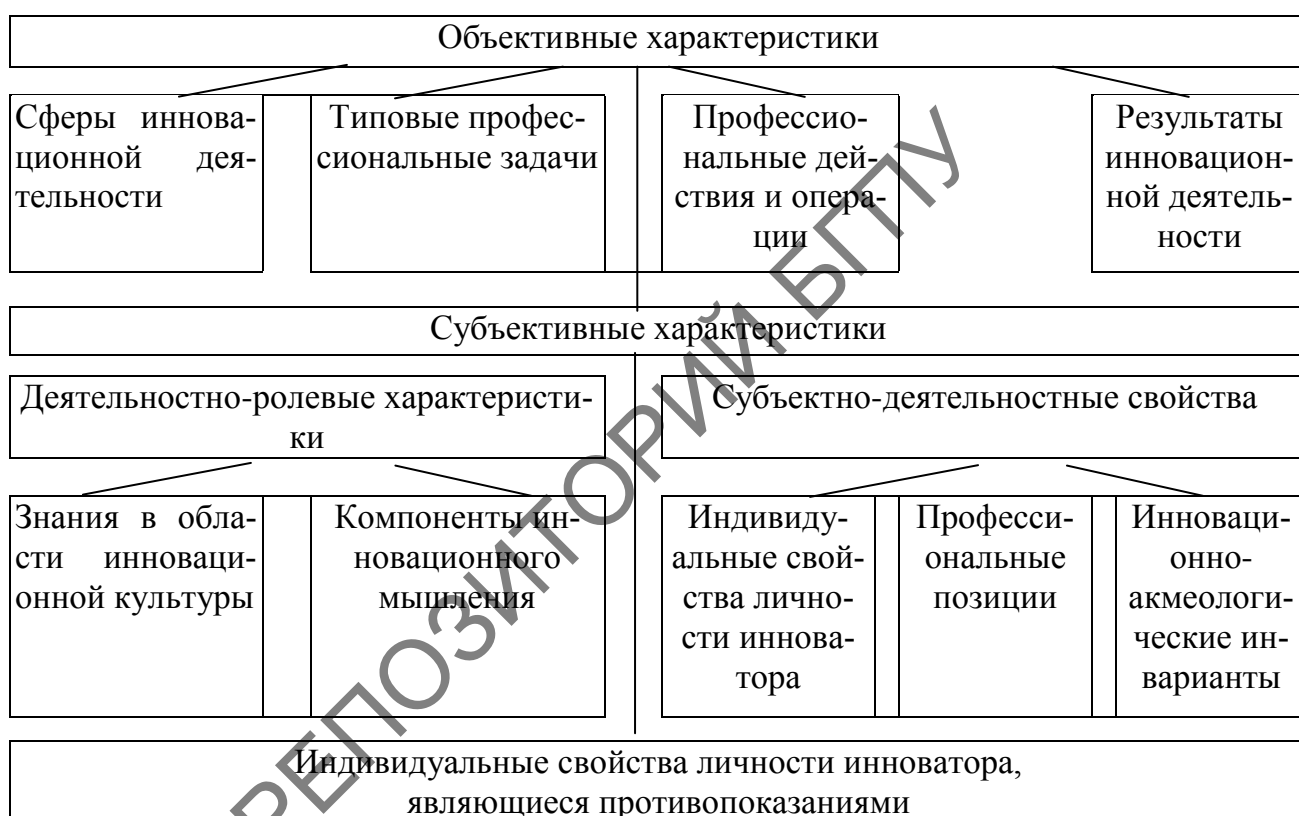 Объективные характеристики
Сферы иннова-
ционной дея-
тельности
Типовые профес-
сиональные задачи
Профессио-
нальные дей-
ствия и опера-
ции
Результаты
инновацион-
ной деятель-
ности
Субъективные характеристики
Деятельностно-ролевые характеристи-
ки
Субъектно-деятельностные свойства
Знания в обла-
сти инноваци-
онной культуры
Компоненты ин-
новационного
мышления
Индивиду-
альные свой-
ства лично-
сти иннова-
тора
Професси-
ональные
позиции
Инноваци-
онно-
акмеологи-
ческие ин-
варианты
Индивидуальные свойства личности инноватора,
являющиеся противопоказаниями
РЕПОЗИТОРИЙ БГПУ